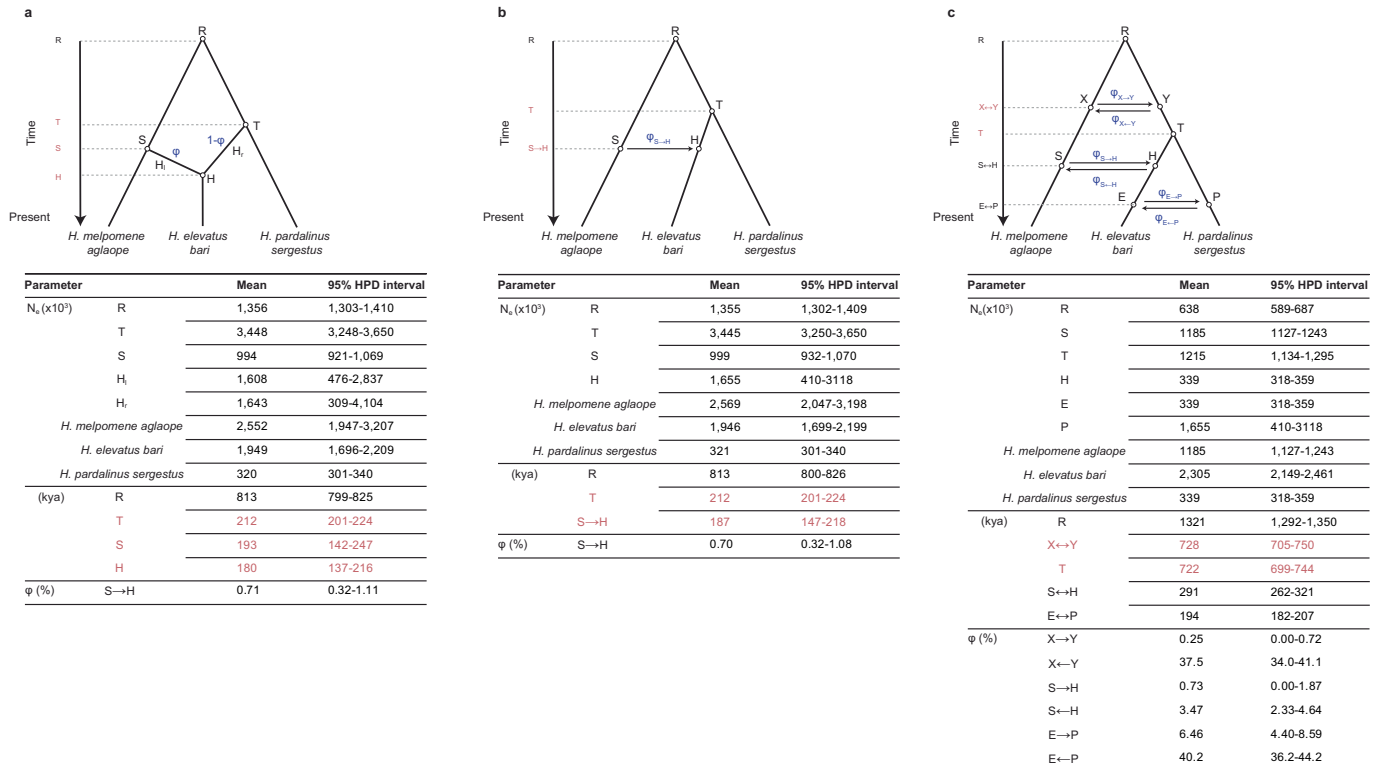 a
R
R
T
T
1-φ
S
S
φ
Hᵣ
Hₗ
H
H
Time
Present
H. melpomene aglaope
H. elevatus bari
H. pardalinus sergestus
Parameter Mean 95% HPD interval
Nₑ (x10³) R 1,356 1,303-1,410
T 3,448 3,248-3,650
S 994 921-1,069
Hₗ 1,608 476-2,837
Hᵣ 1,643 309-4,104
H. melpomene aglaope 2,552 1,947-3,207
H. elevatus bari 1,949 1,696-2,209
H. pardalinus sergestus 320 301-340
(kya) R 813 799-825
T 212 201-224
S 193 142-247
H 180 137-216
φ (%) S→H 0.71 0.32-1.11
b
R
R
T
T
S→H
S
φS→H
H
Time
Present
H. melpomene aglaope
H. elevatus bari
H. pardalinus sergestus
Parameter Mean 95% HPD interval
Nₑ (x10³) R 1,355 1,302-1,409
T 3,445 3,250-3,650
S 999 932-1,070
H 1,655 410-3118
H. melpomene aglaope 2,569 2,047-3,198
H. elevatus bari 1,946 1,699-2,199
H. pardalinus sergestus 321 301-340
(kya) R 813 800-826
T 212 201-224
S→H 187 147-218
φ (%) S→H 0.70 0.32-1.08
c
R
R
X↔Y
X
φX→Y
Y
φX←Y
T
T
S↔H
S
φS→H
H
φS←H
E↔P
E
φE→P
P
φE←P
Time
Present
H. melpomene aglaope
H. elevatus bari
H. pardalinus sergestus
Parameter Mean 95% HPD interval
Nₑ(x10³) R 638 589-687
S 1185 1127-1243
T 1215 1,134-1,295
H 339 318-359
E 339 318-359
P 1,655 410-3118
H. melpomene aglaope 1185 1,127-1,243
H. elevatus bari 2,305 2,149-2,461
H. pardalinus sergestus 339 318-359
(kya) R 1321 1,292-1,350
X↔Y 728 705-750
T 722 699-744
S↔H 291 262-321
E↔P 194 182-207
φ (%) X→Y 0.25 0.00-0.72
X←Y 37.5 34.0-41.1
S→H 0.73 0.00-1.87
S←H 3.47 2.33-4.64
E→P 6.46 4.40-8.59
E←P 40.2 36.2-44.2